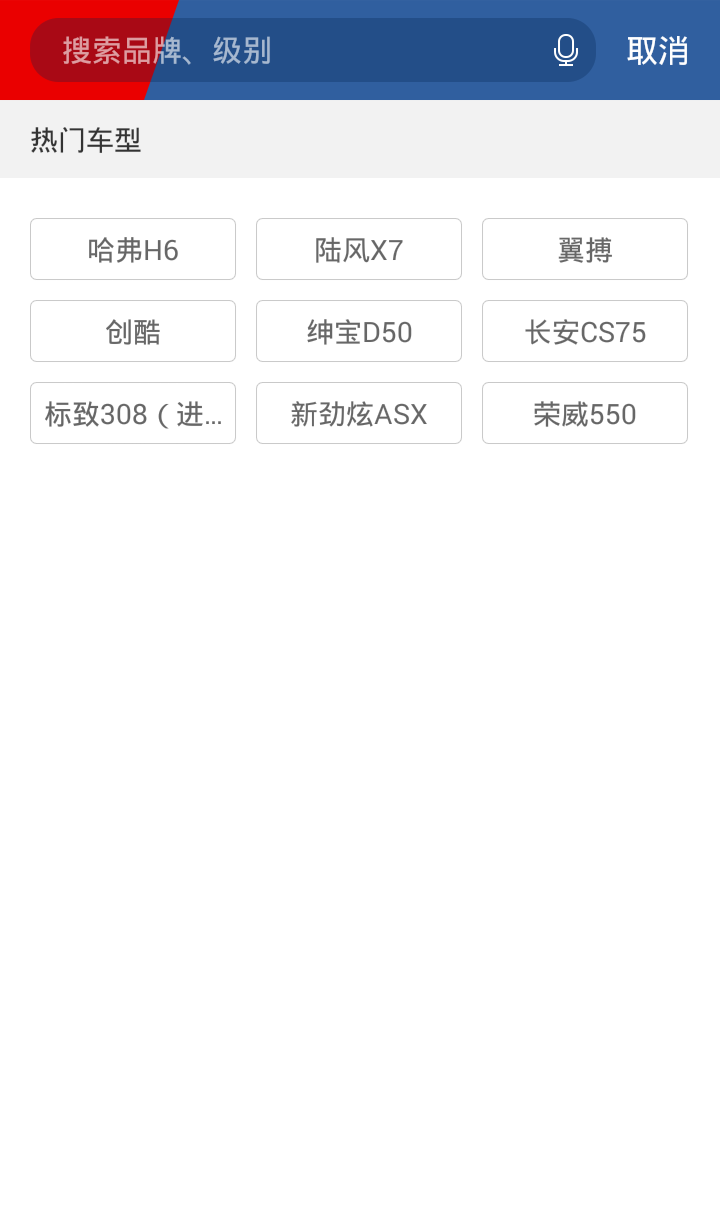 搜索品牌、级别
取消
热门车型
哈弗H6
陆风X7
翼搏
创酷
绅宝D50
长安CS75
标致308（进...
新劲炫ASX
荣威550